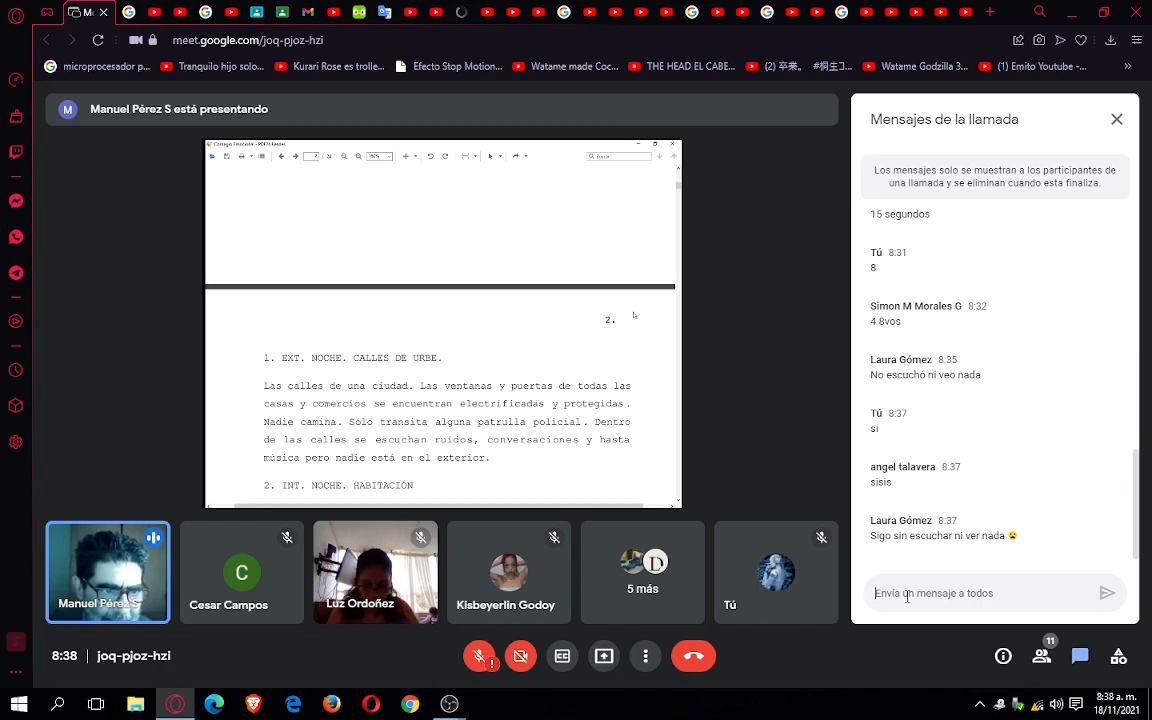 M
meet.google.com/joq-pjoz-hzi
microprocesador p...
Tranquilo hijo solo...
Kurari Rose es trolle...
Efecto Stop Motion...
Watame made Coc...
THE HEAD EL CABE...
Watame Godzilla 3...
(1) Emito Youtube -...
»
M
Manuel Pérez S está presentando
Contagio Emocional - PDF24 Reader
Buscar
2.
1. EXT. NOCHE. CALLES DE URBE.
Las calles de una ciudad. Las ventanas y puertas de todas las
casas y comercios se encuentran electrificadas y protegidas.
Nadie camina. Sólo transita alguna patrulla policial. Dentro
de las calles se escuchan ruidos, conversaciones y hasta
música pero nadie está en el exterior.
2. INT. NOCHE. HABITACIÓN
Manuel Pérez S
C
Cesar Campos
Luz Ordoñez
Kisbeyerlin Godoy
D
5 más
Tú
Mensajes de la llamada
Los mensajes solo se muestran a los participantes de
una llamada y se eliminan cuando esta finaliza.
15 segundos
Tú 8:31
8
Simon M Morales G 8:32
4 8vos
Laura Gómez 8:35
No escuchó ni veo nada
Tú 8:37
si
angel talavera 8:37
sisis
Laura Gómez 8:37
Sigo sin escuchar ni ver nada 😦
Envía un mensaje a todos
8:38 | joq-pjoz-hzi
11
8:38 a. m.
18/11/2021